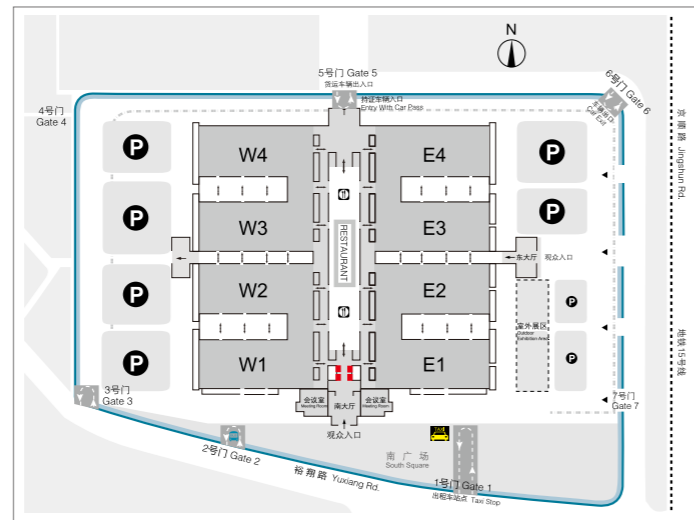 N
5号门 Gate 5
货运车辆出入口
持证车辆入口
Entry With Car Pass
6号门
Gate 6
车辆出口
Car Exit
4号门
Gate 4
京顺路 Jingshun Rd.
P
P
P
P
W4
W3
W2
W1
RESTAURANT
E4
E3
E2
E1
P
P
东大厅
观众入口
室外展区
Outdoor
Exhibition Area
P
P
地铁15号线
3号门
Gate 3
会议室
Meeting Room
南大厅
会议室
Meeting Room
观众入口
7号门
Gate 7
2号门 Gate 2
TAXI
南广场
South Square
裕翔路 Yuxiang Rd.
1号门 Gate 1
出租车站点 Taxi Stop